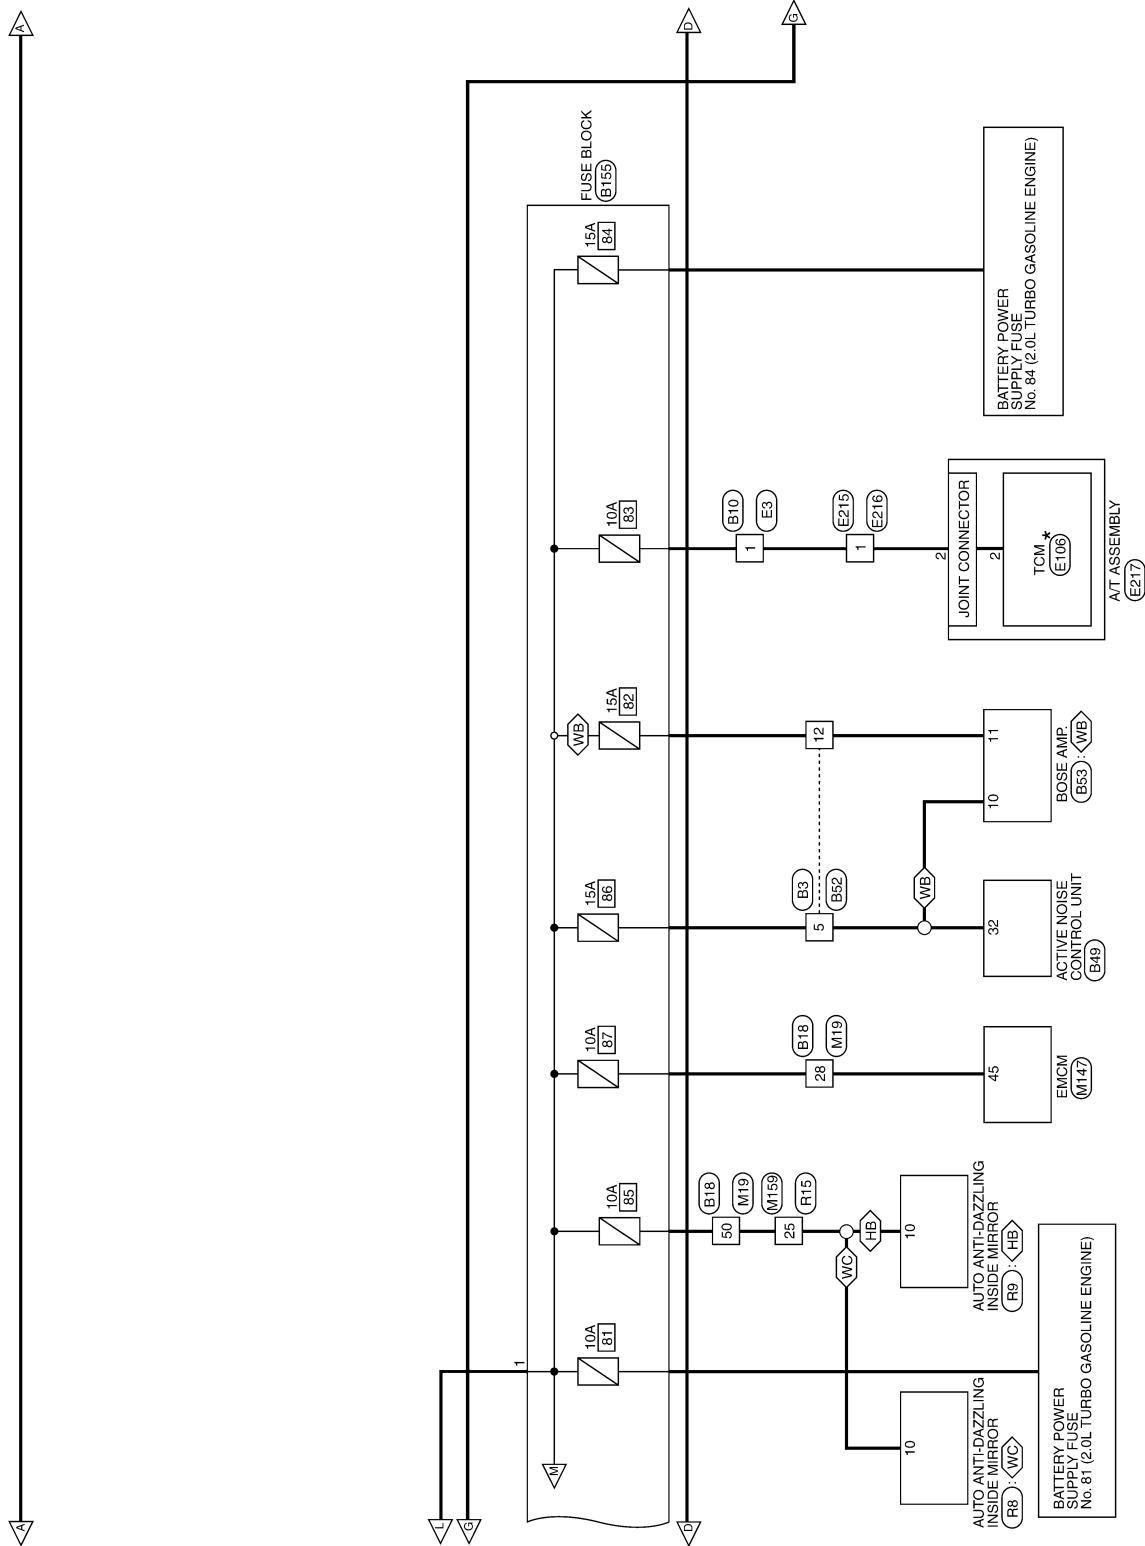 A
L
G
D
M
A
D
G
FUSE BLOCK
B155
1
10A
81
10A
85
10A
87
15A
86
WB
15A
82
10A
83
15A
84
B18
M19
50
M159
R15
25
WC
HB
10
AUTO ANTI-DAZZLING
INSIDE MIRROR
R8 : WC
10
AUTO ANTI-DAZZLING
INSIDE MIRROR
R9 : HB
BATTERY POWER
SUPPLY FUSE
No. 81 (2.0L TURBO GASOLINE ENGINE)
B18
M19
28
45
EMCM
M147
B3
B52
5
12
WB
32
ACTIVE NOISE
CONTROL UNIT
B49
10
11
BOSE AMP.
B53 : WB
B10
E3
1
E215
E216
1
2
JOINT CONNECTOR
2
TCM *
E106
A/T ASSEMBLY
E217
BATTERY POWER
SUPPLY FUSE
No. 84 (2.0L TURBO GASOLINE ENGINE)